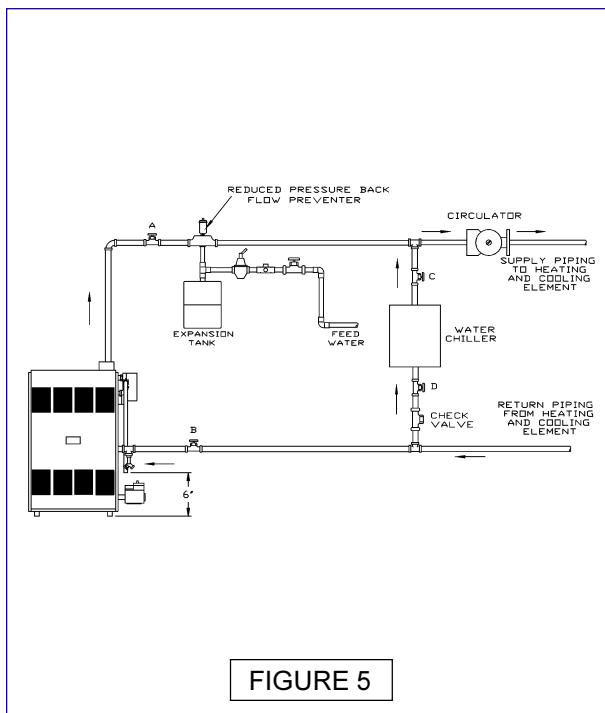 REDUCED PRESSURE BACK
FLOW PREVENTER
A
CIRCULATOR
SUPPLY PIPING
TO HEATING
AND COOLING
ELEMENT
C
EXPANSION
TANK
FEED
WATER
WATER
CHILLER
D
CHECK
VALVE
RETURN PIPING
FROM HEATING
AND COOLING
ELEMENT
B
6"
FIGURE 5